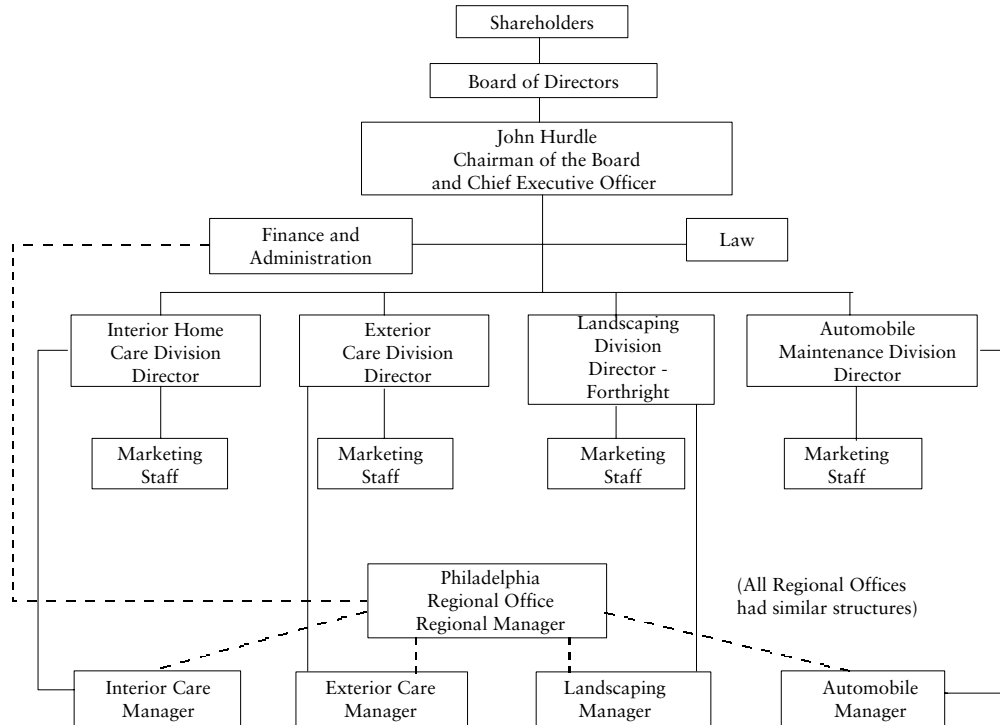 Shareholders
Board of Directors
John Hurdle
Chairman of the Board
and Chief Executive Officer
Finance and
Administration
Law
Interior Home
Care Division
Director
Exterior
Care Division
Director
Landscaping
Division
Director -
Forthright
Automobile
Maintenance Division
Director
Marketing
Staff
Marketing
Staff
Marketing
Staff
Marketing
Staff
Philadelphia
Regional Office
Regional Manager
(All Regional Offices
had similar structures)
Interior Care
Manager
Exterior Care
Manager
Landscaping
Manager
Automobile
Manager